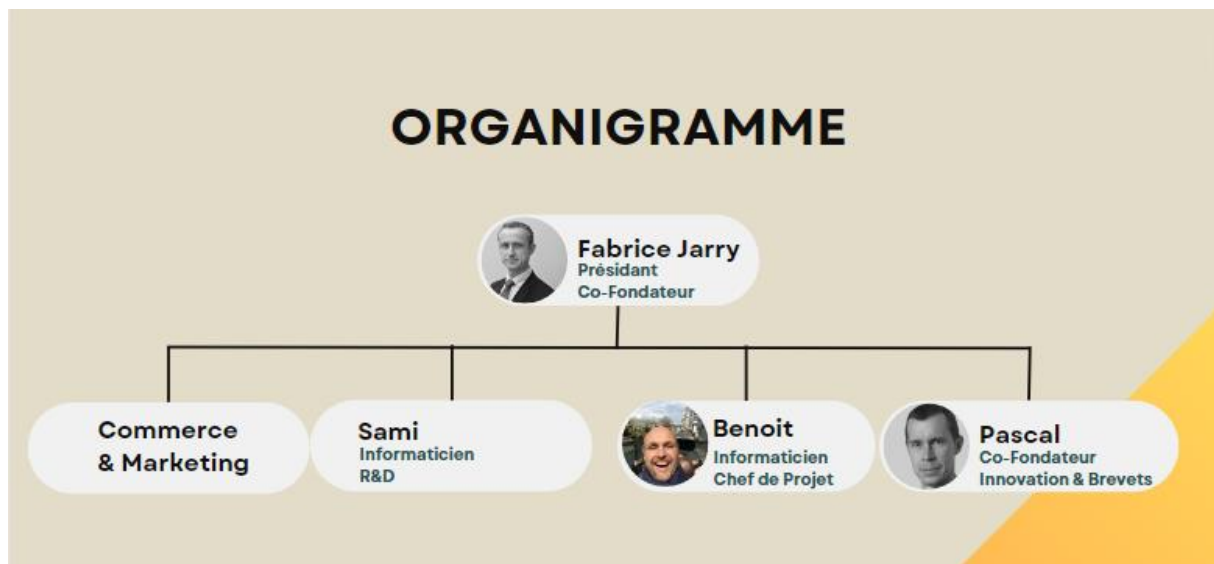 ORGANIGRAMME
Fabrice Jarry
Présidant
Co-Fondateur
Commerce
& Marketing
Sami
Informaticien
R&D
Benoit
Informaticien
Chef de Projet
Pascal
Co-Fondateur
Innovation & Brevets